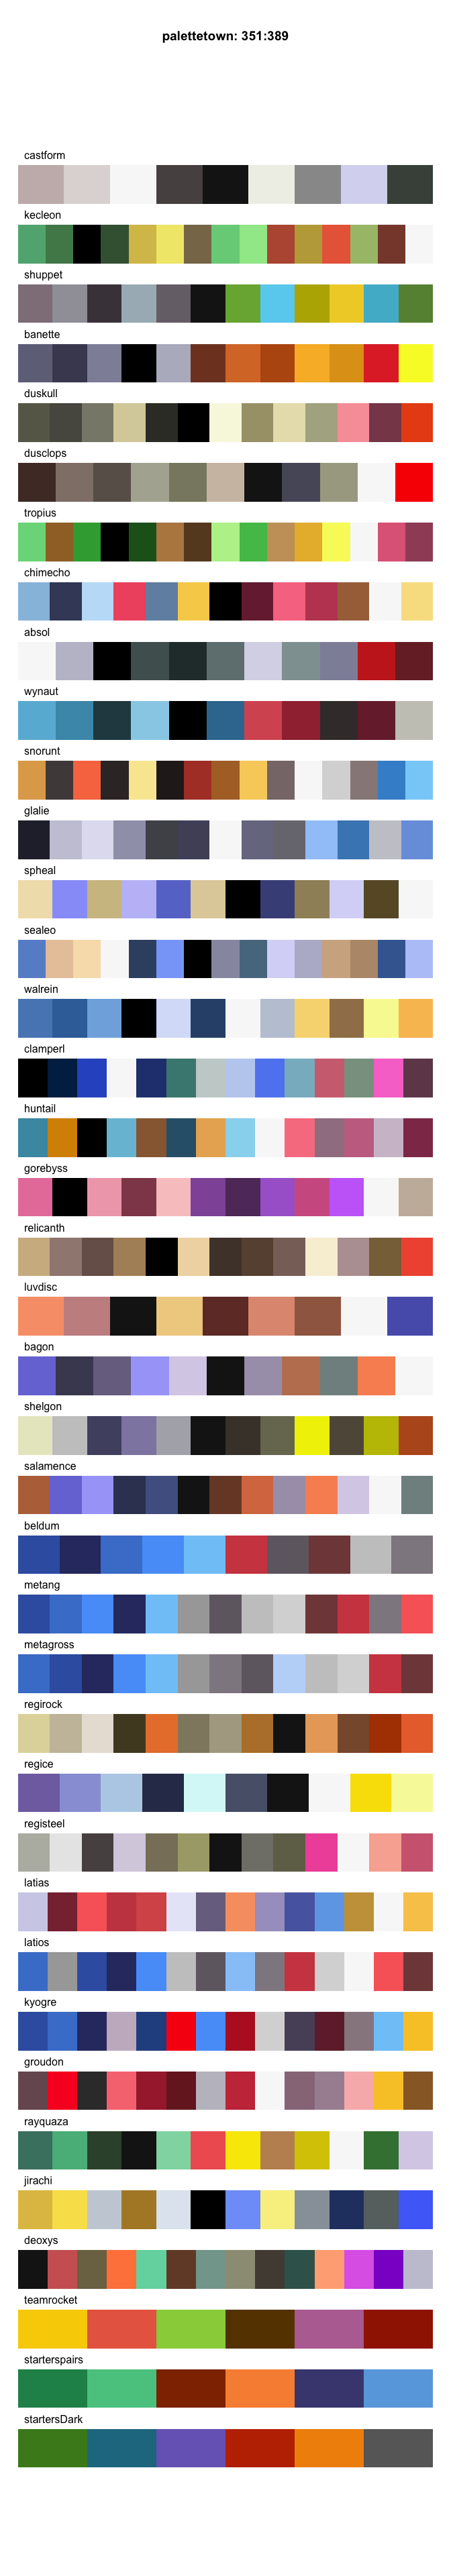 palettetown: 351:389
castform
kecleon
shuppet
banette
duskull
dusclops
tropius
chimecho
absol
wynaut
snorunt
glalie
spheal
sealeo
walrein
clamperl
huntail
gorebyss
relicanth
luvdisc
bagon
shelgon
salamence
beldum
metang
metagross
regirock
regice
registeel
latias
latios
kyogre
groudon
rayquaza
jirachi
deoxys
teamrocket
starterspairs
startersDark